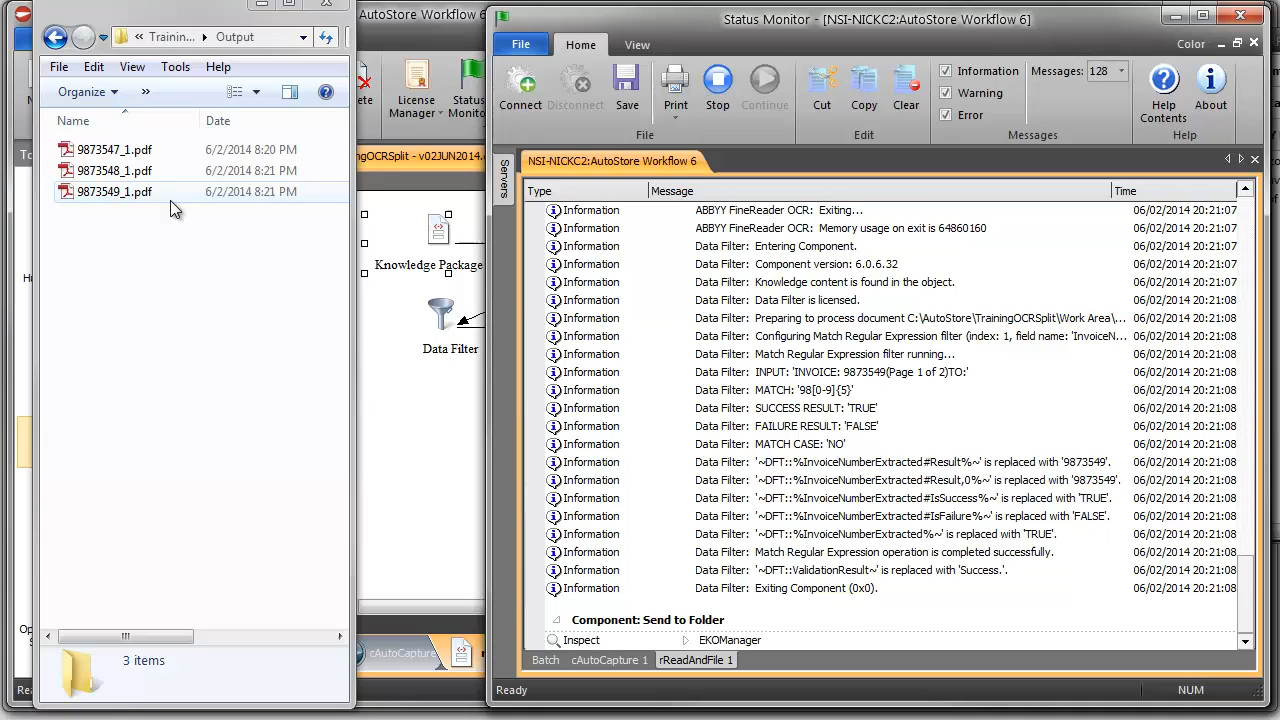 Trainin... ▸ Output
File Edit View Tools Help
Organize »
Name Date
9873547_1.pdf 6/2/2014 8:20 PM
9873548_1.pdf 6/2/2014 8:21 PM
9873549_1.pdf 6/2/2014 8:21 PM
3 items
AutoStore Workflow
License
Manager
Status
Monito
ingOCRSplit - v02JUN2014.
Knowledge Package
Data Filter
cAutoCapture
Status Monitor - [NSI-NICKC2:AutoStore Workflow 6]
File Home View Color
Connect Disconnect Save Print Stop Continue Cut Copy Clear
Information
Warning
Error
Messages: 128
Help
Contents
About
File Edit Messages Help
Servers
NSI-NICKC2:AutoStore Workflow 6
Type Message Time
Information ABBYY FineReader OCR: Exiting... 06/02/2014 20:21:07
Information ABBYY FineReader OCR: Memory usage on exit is 64860160 06/02/2014 20:21:07
Information Data Filter: Entering Component. 06/02/2014 20:21:07
Information Data Filter: Component version: 6.0.6.32 06/02/2014 20:21:07
Information Data Filter: Knowledge content is found in the object. 06/02/2014 20:21:07
Information Data Filter: Data Filter is licensed. 06/02/2014 20:21:08
Information Data Filter: Preparing to process document C:\AutoStore\TrainingOCRSplit\Work Area\... 06/02/2014 20:21:08
Information Data Filter: Configuring Match Regular Expression filter (index: 1, field name: 'InvoiceN... 06/02/2014 20:21:08
Information Data Filter: Match Regular Expression filter running... 06/02/2014 20:21:08
Information Data Filter: INPUT: 'INVOICE: 9873549(Page 1 of 2)TO:' 06/02/2014 20:21:08
Information Data Filter: MATCH: '98[0-9]{5}' 06/02/2014 20:21:08
Information Data Filter: SUCCESS RESULT: 'TRUE' 06/02/2014 20:21:08
Information Data Filter: FAILURE RESULT: 'FALSE' 06/02/2014 20:21:08
Information Data Filter: MATCH CASE: 'NO' 06/02/2014 20:21:08
Information Data Filter: '~DFT::%InvoiceNumberExtracted#Result%~' is replaced with '9873549'. 06/02/2014 20:21:08
Information Data Filter: '~DFT::%InvoiceNumberExtracted#Result,0%~' is replaced with '9873549'. 06/02/2014 20:21:08
Information Data Filter: '~DFT::%InvoiceNumberExtracted#IsSuccess%~' is replaced with 'TRUE'. 06/02/2014 20:21:08
Information Data Filter: '~DFT::%InvoiceNumberExtracted#IsFailure%~' is replaced with 'FALSE'. 06/02/2014 20:21:08
Information Data Filter: '~DFT::%InvoiceNumberExtracted%~' is replaced with 'TRUE'. 06/02/2014 20:21:08
Information Data Filter: Match Regular Expression operation is completed successfully. 06/02/2014 20:21:08
Information Data Filter: '~DFT::ValidationResult~' is replaced with 'Success.'. 06/02/2014 20:21:08
Information Data Filter: Exiting Component (0x0). 06/02/2014 20:21:08
Component: Send to Folder
Inspect EKOManager
Batch cAutoCapture 1 rReadAndFile 1
Ready NUM